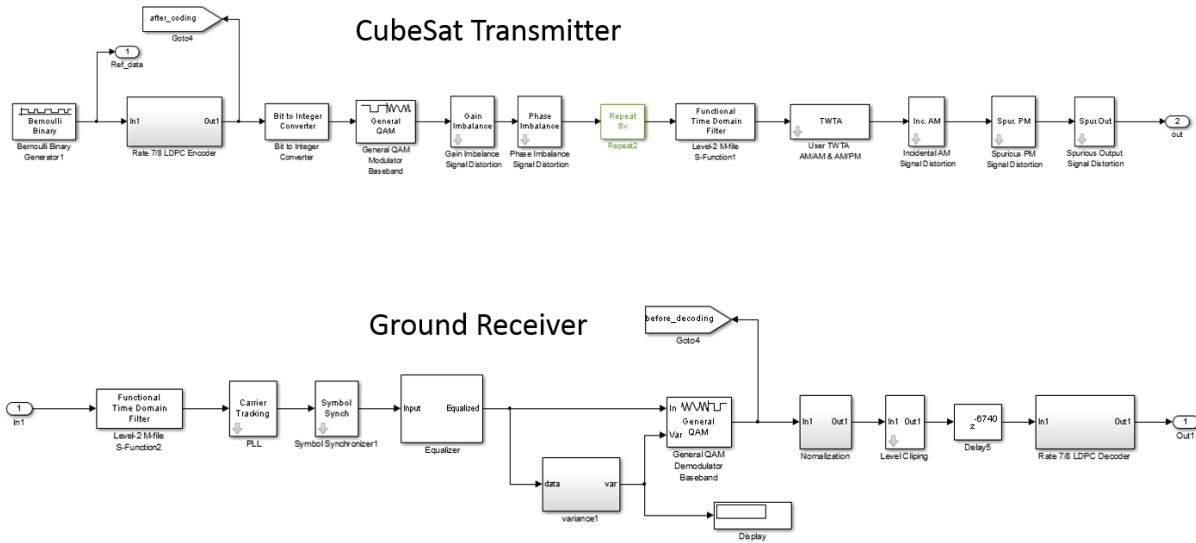 CubeSat Transmitter
after_coding
Goto4
1
Ref_data
Bernoulli
Binary
Bernoulli Binary
Generator1
In1 Out1
Rate 7/8 LDPC Encoder
Bit to Integer
Converter
Bit to Integer
Converter
General
QAM
General QAM
Modulator
Baseband
Gain
Imbalance
Gain Imbalance
Signal Distortion
Phase
Imbalance
Phase Imbalance
Signal Distortion
Repeat
8x
Repeat2
Functional
Time Domain
Filter
Level-2 M-file
S-Function1
TWTA
User TWTA
AM/AM & AM/PM
Inc. AM
Incidental AM
Signal Distortion
Spur. PM
Spurious PM
Signal Distortion
Spur.Out
Spurious Output
Signal Distortion
2
out
Ground Receiver
before_decoding
Goto4
1
In1
Functional
Time Domain
Filter
Level-2 M-file
S-Function2
Carrier
Tracking
PLL
Symbol
Synch
Symbol Synchronizer1
Input Equalized
Equalizer
data var
variance1
In
Var
General
QAM
General QAM
Demodulator
Baseband
Display
In1 Out1
Nomalization
In1 Out1
Level Cliping
-6740
z
Delay5
In1 Out1
Rate 7/8 LDPC Decoder
1
Out1